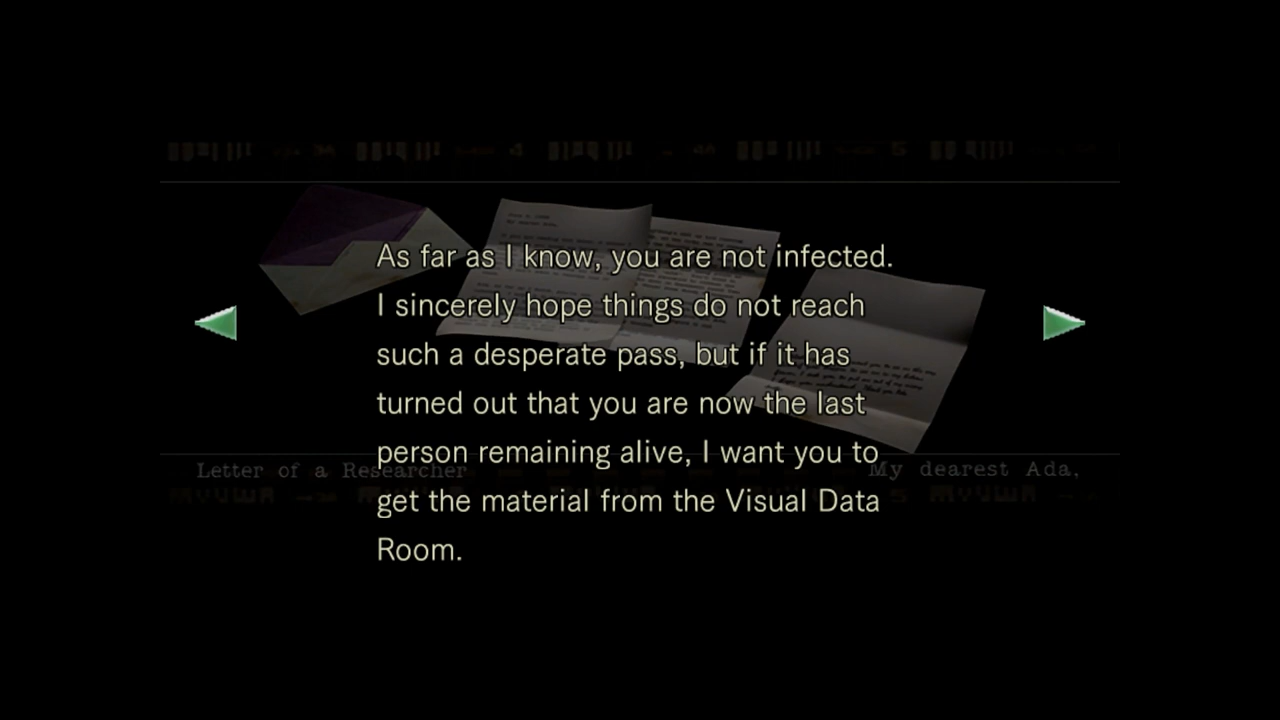 As far as I know, you are not infected.
I sincerely hope things do not reach
such a desperate pass, but if it has
turned out that you are now the last
person remaining alive, I want you to
get the material from the Visual Data
Room.
Letter of a Researcher
My dearest Ada,